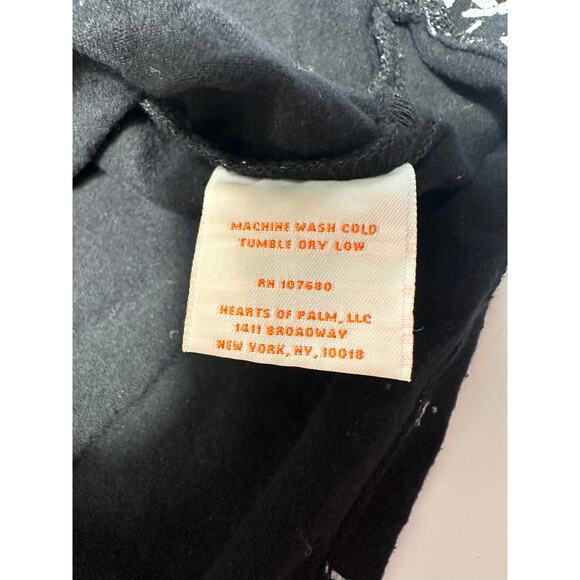 MACHINE WASH COLD
TUMBLE DRY LOW
RN 107680
HEARTS OF PALM, LLC
1411 BROADWAY
NEW YORK, NY, 10018